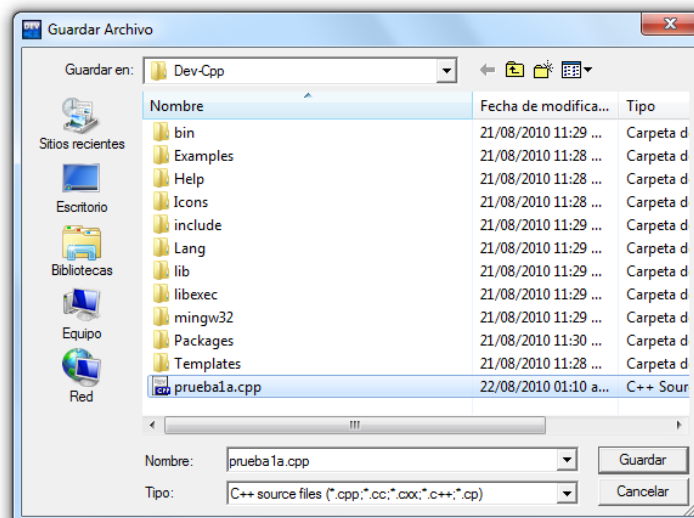 Guardar Archivo
Guardar en: Dev-Cpp
Nombre Fecha de modifica... Tipo
bin 21/08/2010 11:29 ... Carpeta d
Examples 21/08/2010 11:28 ... Carpeta d
Help 21/08/2010 11:28 ... Carpeta d
Icons 21/08/2010 11:28 ... Carpeta d
include 21/08/2010 11:29 ... Carpeta d
Lang 21/08/2010 11:29 ... Carpeta d
lib 21/08/2010 11:29 ... Carpeta d
libexec 21/08/2010 11:29 ... Carpeta d
mingw32 21/08/2010 11:29 ... Carpeta d
Packages 21/08/2010 11:30 ... Carpeta d
Templates 21/08/2010 11:28 ... Carpeta d
prueba1a.cpp 22/08/2010 01:10 a... C++ Sour
Sitios recientes
Escritorio
Bibliotecas
Equipo
Red
Nombre: prueba1a.cpp Guardar
Tipo: C++ source files (*.cpp;*.cc;*.cxx;*.c++;*.cp) Cancelar